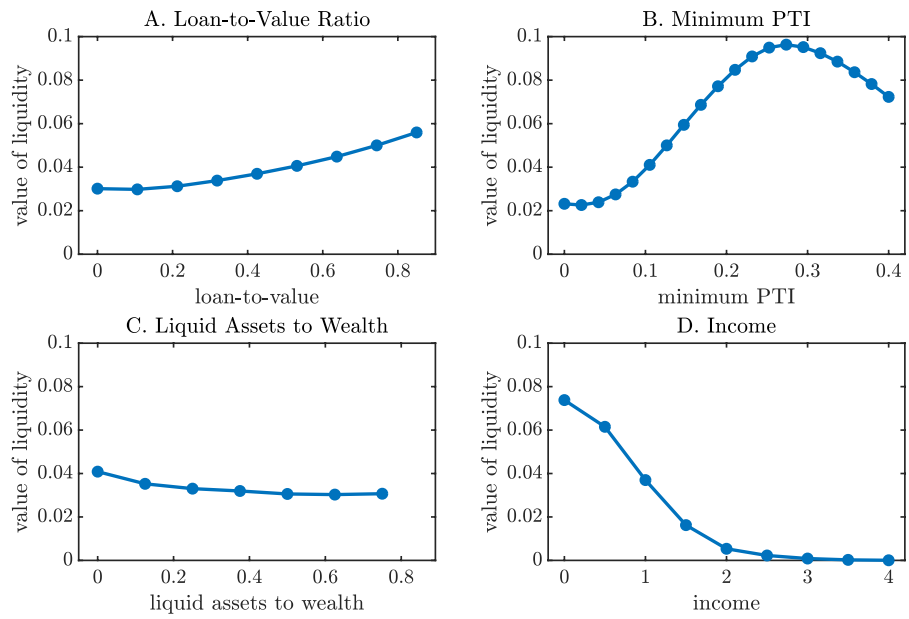 A. Loan-to-Value Ratio
0.1
0.08
0.06
0.04
0.02
0
value of liquidity
0 0.2 0.4 0.6 0.8
loan-to-value
B. Minimum PTI
0.1
0.08
0.06
0.04
0.02
0
value of liquidity
0 0.1 0.2 0.3 0.4
minimum PTI
C. Liquid Assets to Wealth
0.1
0.08
0.06
0.04
0.02
0
value of liquidity
0 0.2 0.4 0.6 0.8
liquid assets to wealth
D. Income
0.1
0.08
0.06
0.04
0.02
0
value of liquidity
0 1 2 3 4
income